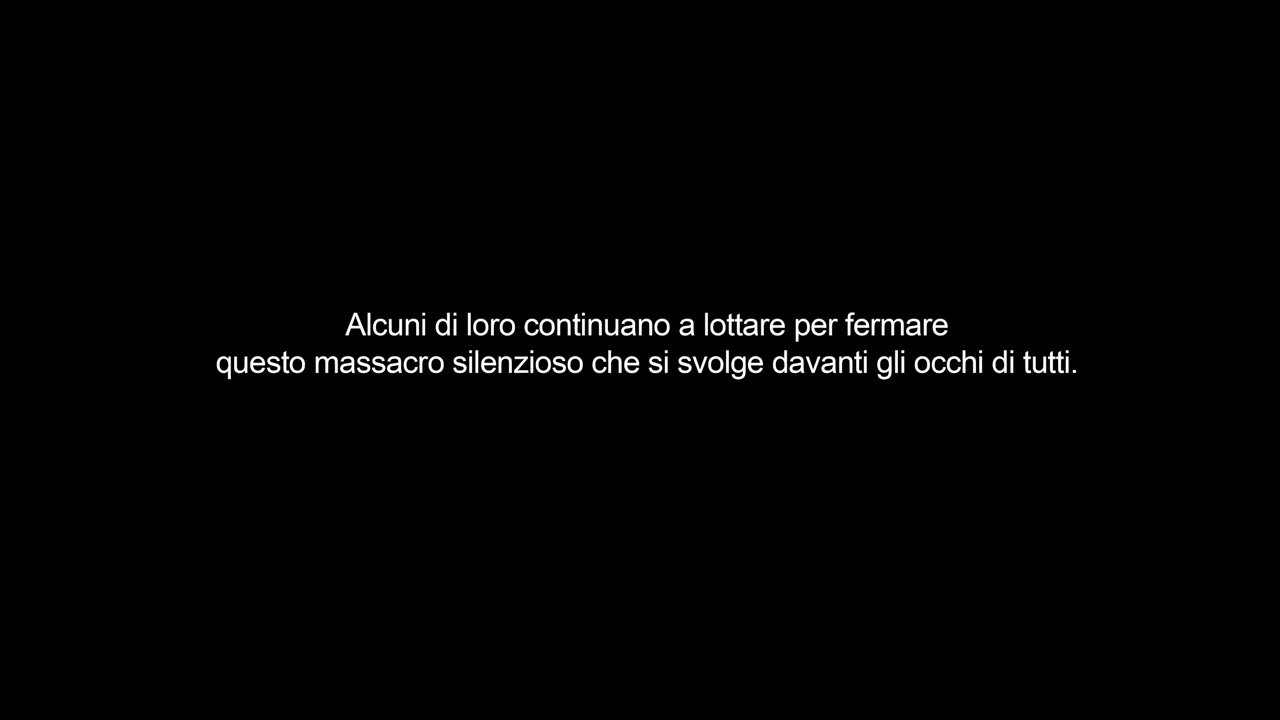 Alcuni di loro continuano a lottare per fermare
questo massacro silenzioso che si svolge davanti gli occhi di tutti.